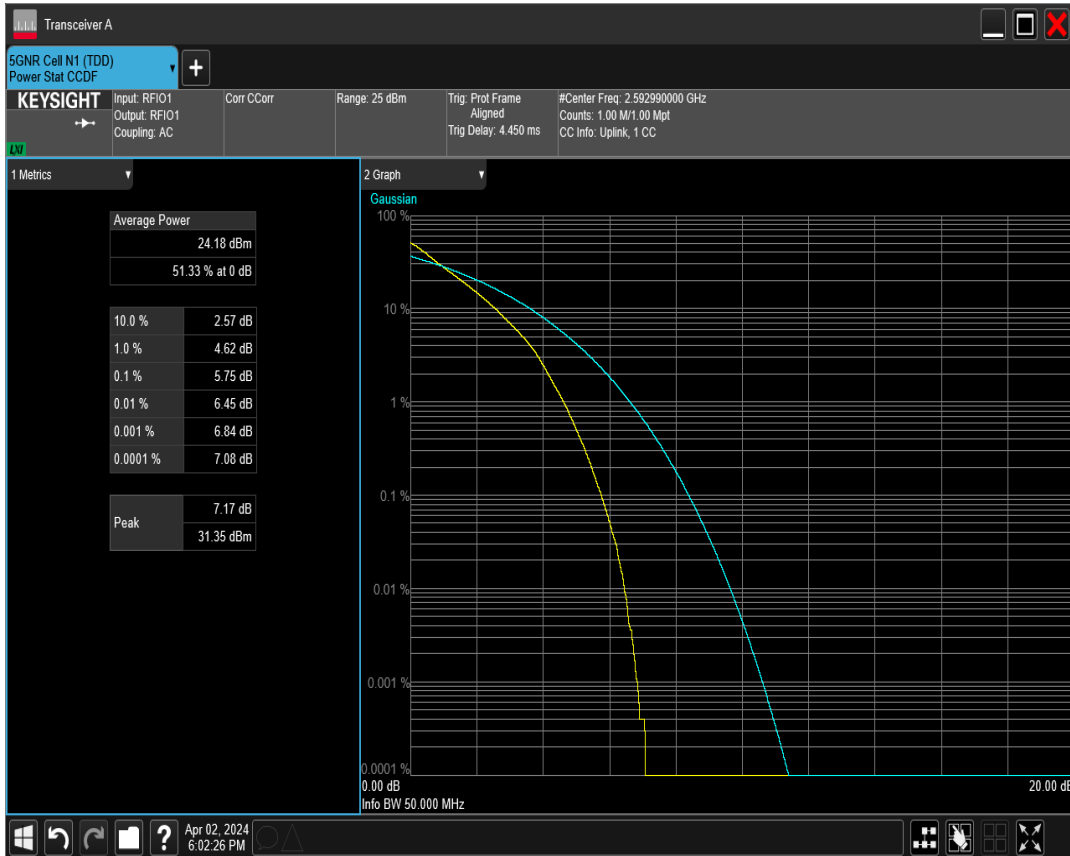 Transceiver A
5GNR Cell N1 (TDD)
Power Stat CCDF
+
KEYSIGHT
LXI
Input: RFIO1
Output: RFIO1
Coupling: AC
Corr CCorr
Range: 25 dBm
Trig: Prot Frame
Aligned
Trig Delay: 4.450 ms
#Center Freq: 2.592990000 GHz
Counts: 1.00 M/1.00 Mpt
CC Info: Uplink, 1 CC
1 Metrics
Average Power
24.18 dBm
51.33 % at 0 dB
10.0 % 2.57 dB
1.0 % 4.62 dB
0.1 % 5.75 dB
0.01 % 6.45 dB
0.001 % 6.84 dB
0.0001 % 7.08 dB
Peak 7.17 dB
31.35 dBm
2 Graph
Gaussian
100 %
10 %
1 %
0.1 %
0.01 %
0.001 %
0.0001 %
0.00 dB 20.00 dB
Info BW 50.000 MHz
?
Apr 02, 2024
6:02:26 PM